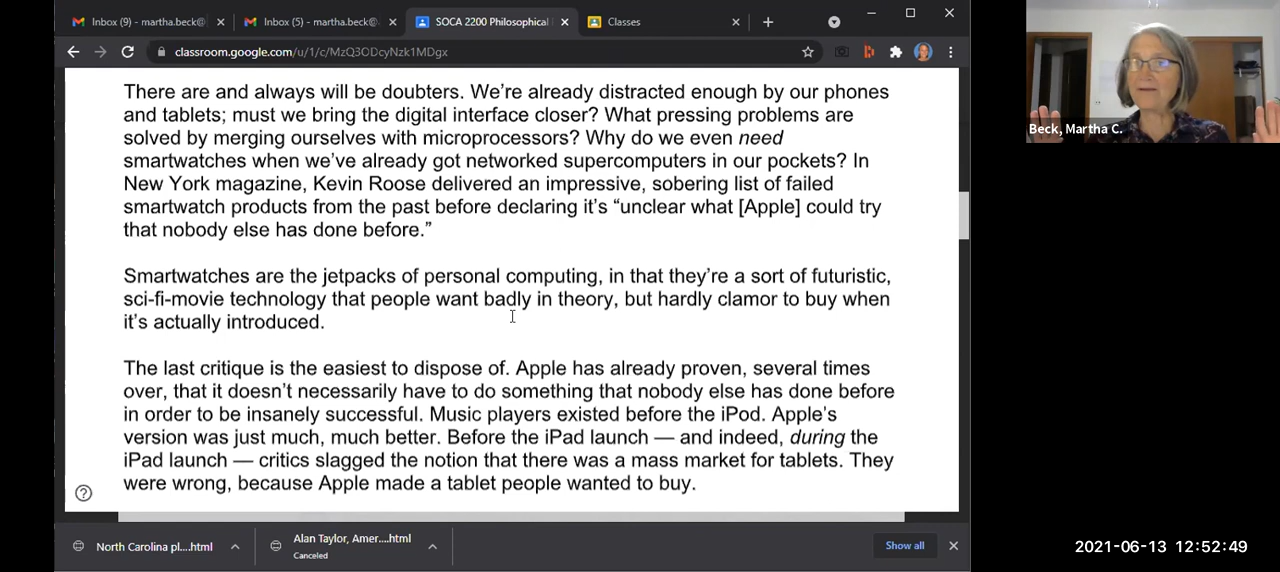 Inbox (9) - martha.beck@
Inbox (5) - martha.beck@
SOCA 2200 Philosophical
Classes
classroom.google.com/u/1/c/MzQ3ODcyNzk1MDgx
There are and always will be doubters. We're already distracted enough by our phones
and tablets; must we bring the digital interface closer? What pressing problems are
solved by merging ourselves with microprocessors? Why do we even need
smartwatches when we've already got networked supercomputers in our pockets? In
New York magazine, Kevin Roose delivered an impressive, sobering list of failed
smartwatch products from the past before declaring it's “unclear what [Apple] could try
that nobody else has done before.”
Smartwatches are the jetpacks of personal computing, in that they're a sort of futuristic,
sci-fi-movie technology that people want badly in theory, but hardly clamor to buy when
it's actually introduced.
The last critique is the easiest to dispose of. Apple has already proven, several times
over, that it doesn't necessarily have to do something that nobody else has done before
in order to be insanely successful. Music players existed before the iPod. Apple's
version was just much, much better. Before the iPad launch — and indeed, during the
iPad launch — critics slagged the notion that there was a mass market for tablets. They
were wrong, because Apple made a tablet people wanted to buy.
North Carolina pl....html
Alan Taylor, Amer....html
Canceled
Show all
Beck, Martha C.
2021-06-13 12:52:49